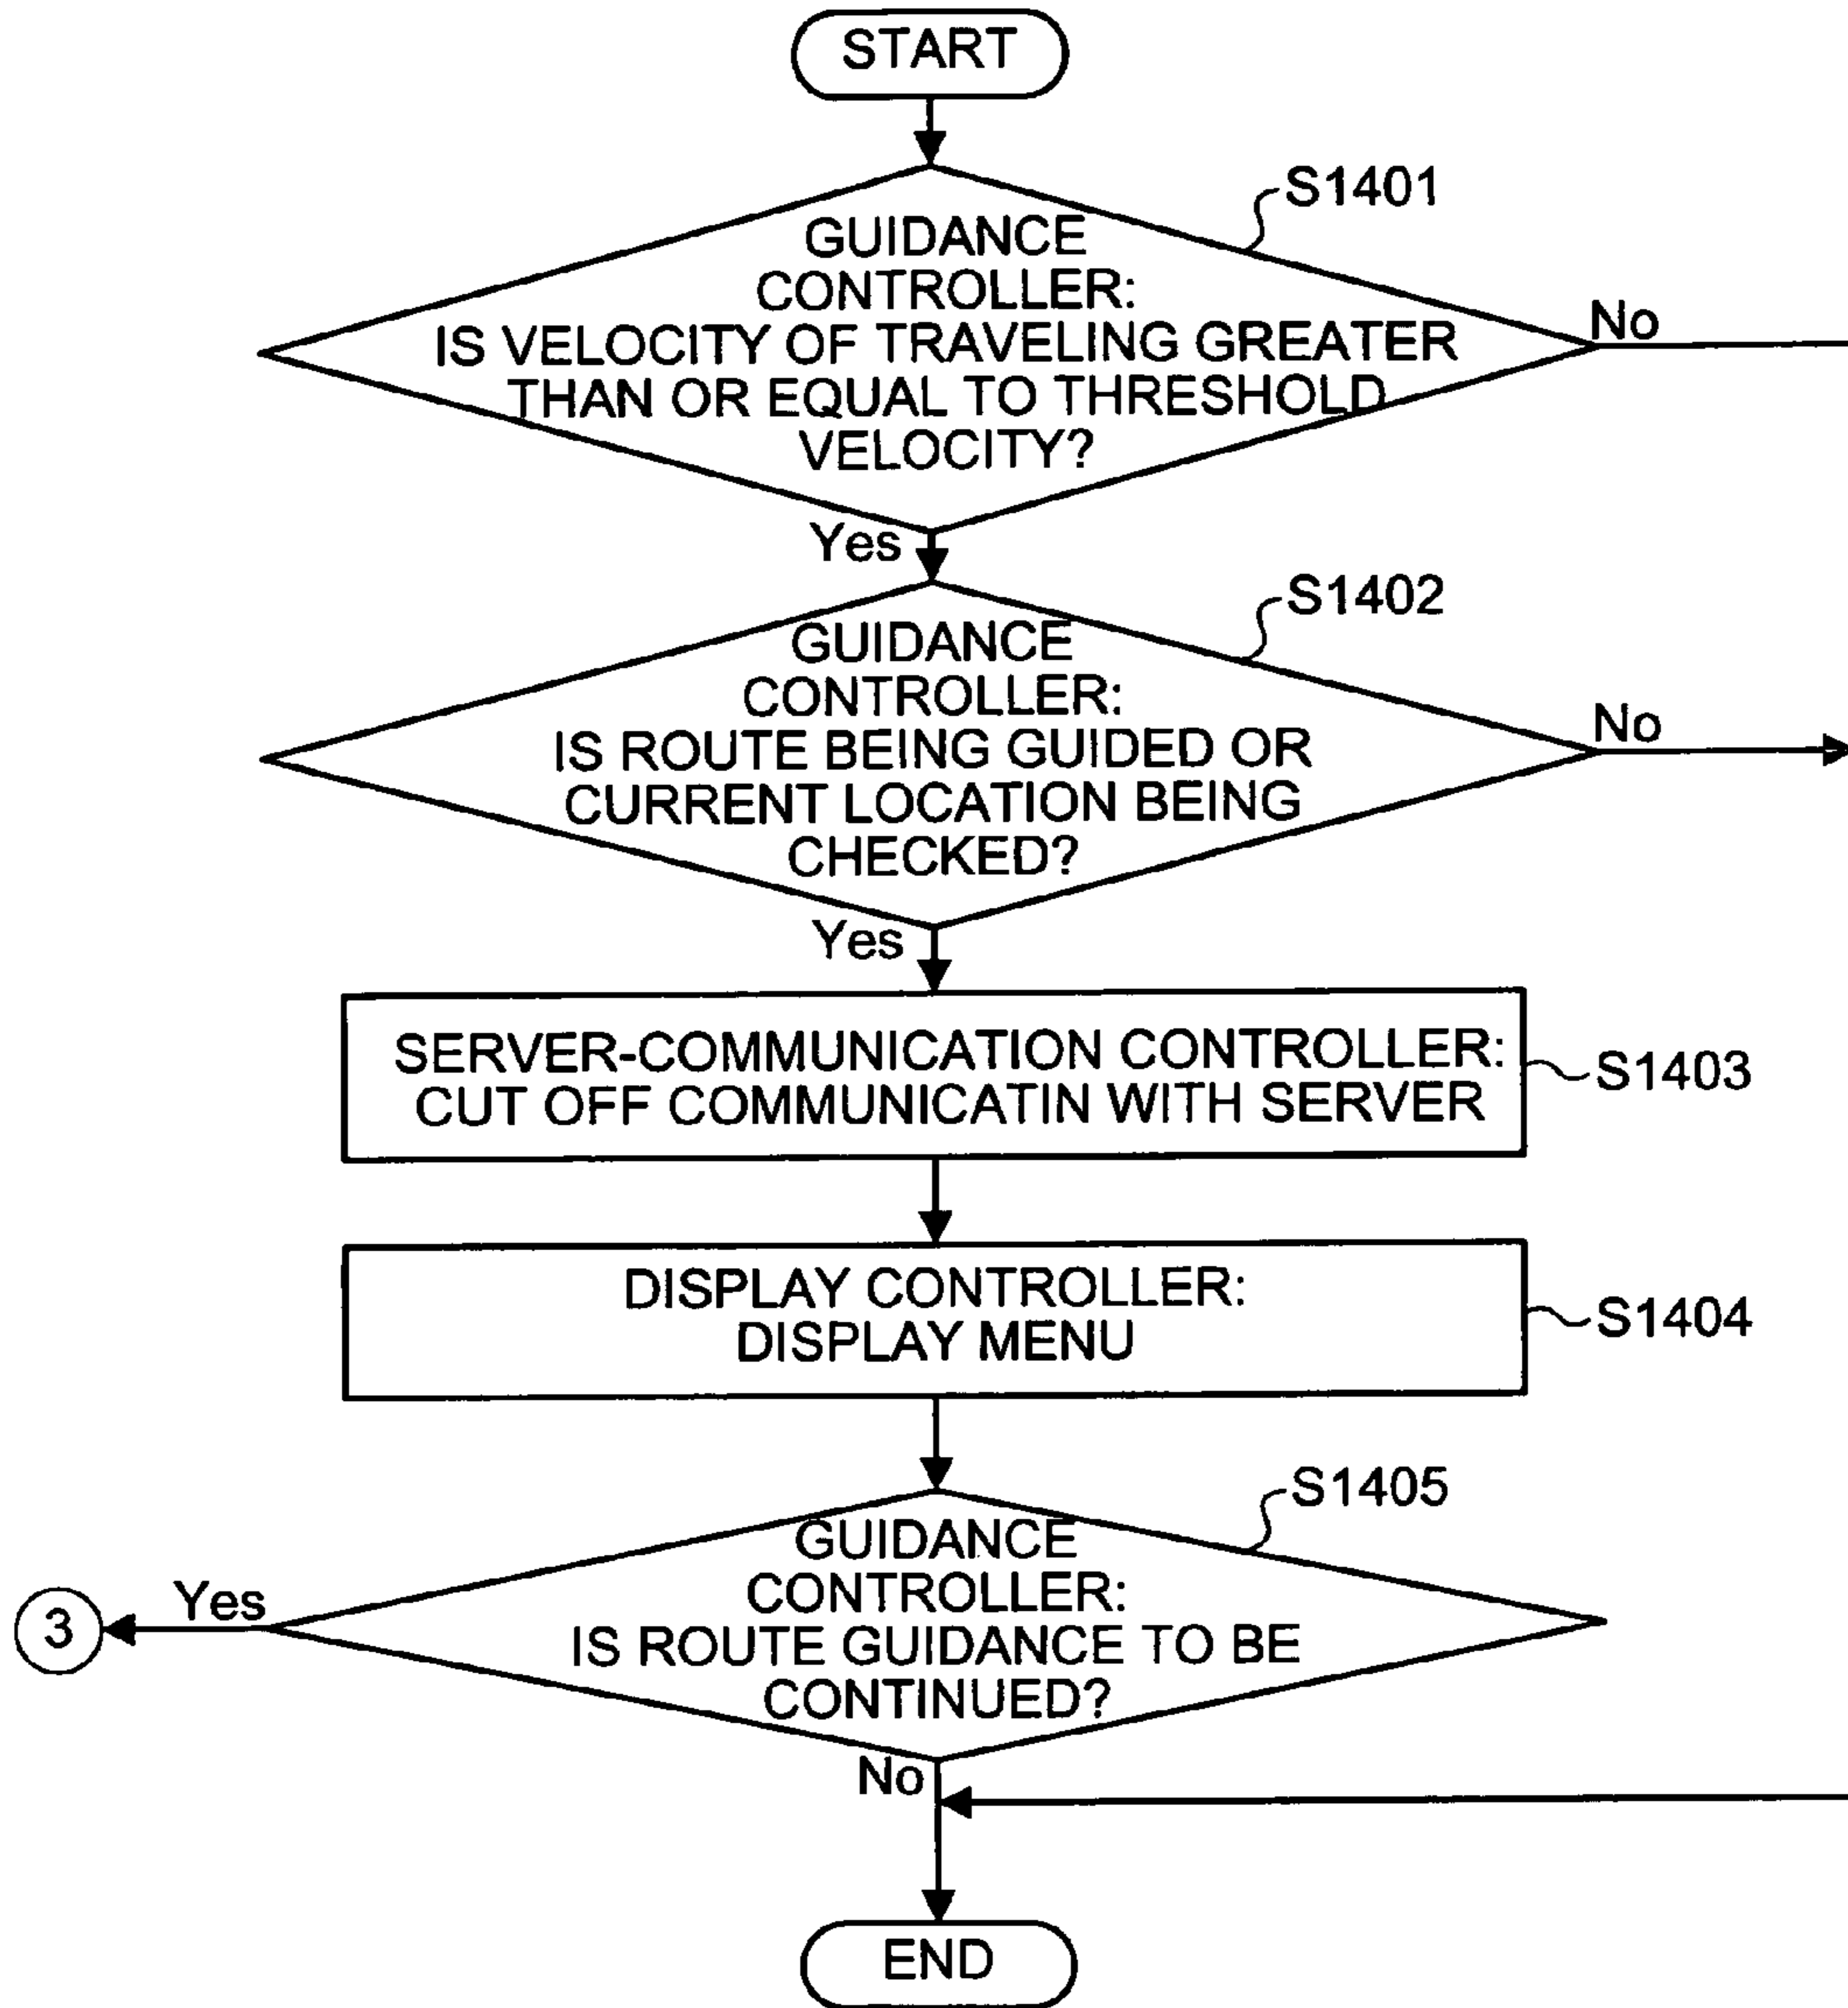 START
S1401
GUIDANCE
CONTROLLER:
IS VELOCITY OF TRAVELING GREATER
THAN OR EQUAL TO THRESHOLD
VELOCITY?
No
Yes
S1402
GUIDANCE
CONTROLLER:
IS ROUTE BEING GUIDED OR
CURRENT LOCATION BEING
CHECKED?
No
Yes
SERVER-COMMUNICATION CONTROLLER:
CUT OFF COMMUNICATIN WITH SERVER
S1403
DISPLAY CONTROLLER:
DISPLAY MENU
S1404
S1405
GUIDANCE
CONTROLLER:
IS ROUTE GUIDANCE TO BE
CONTINUED?
Yes
3
No
END